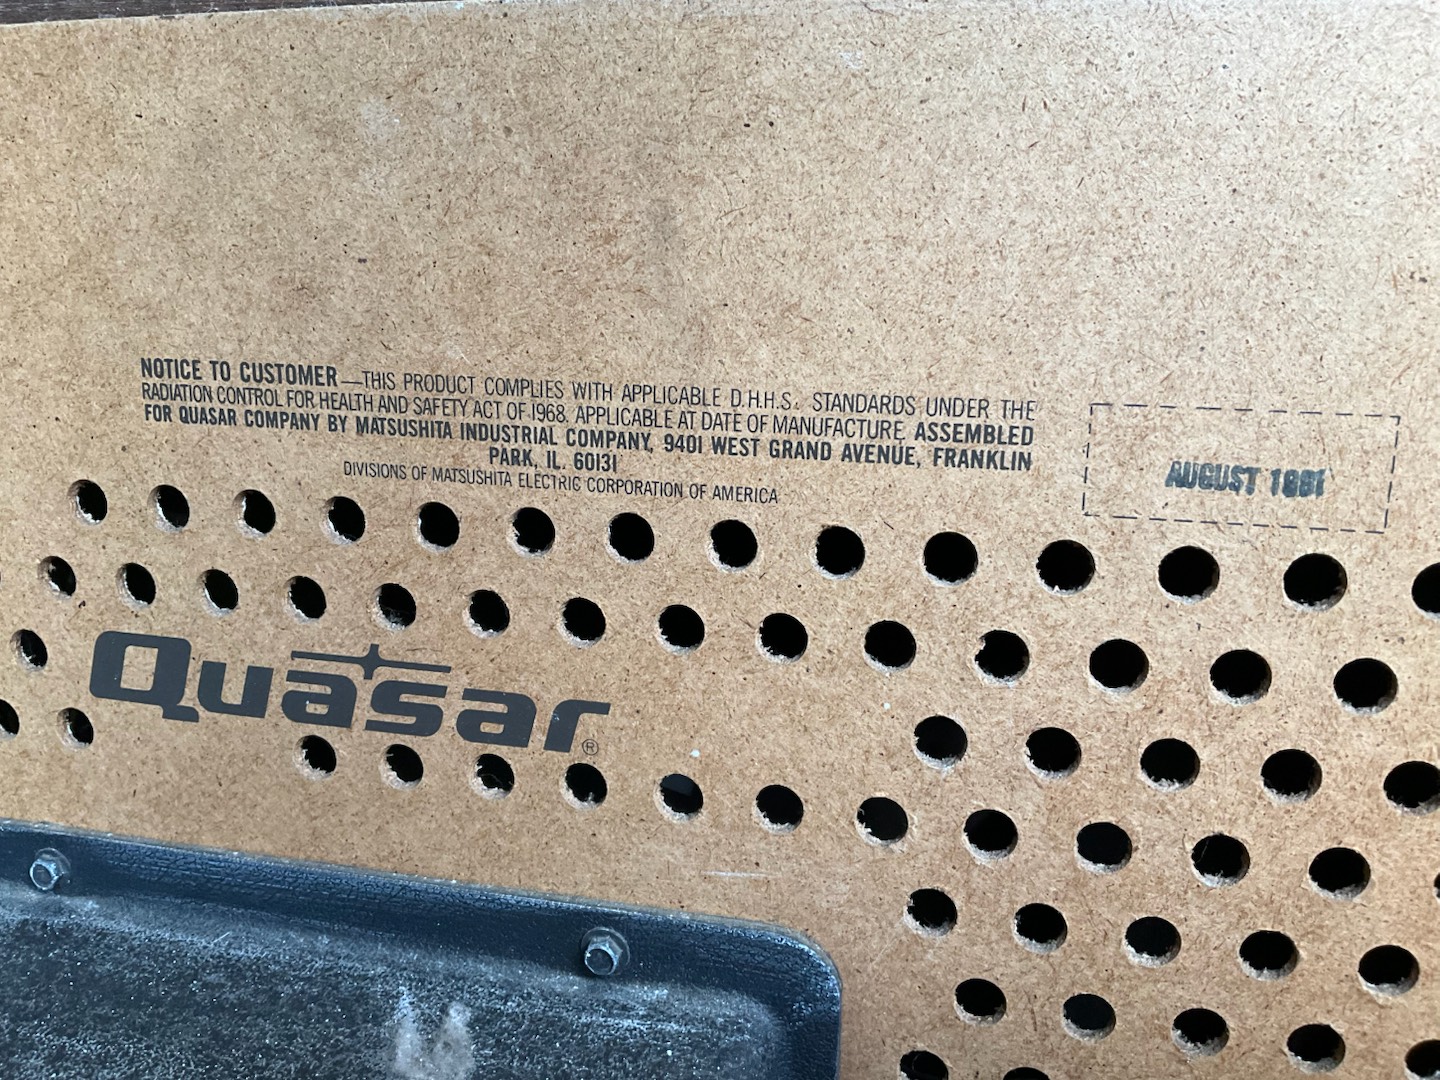 NOTICE TO CUSTOMER—THIS PRODUCT COMPLIES WITH APPLICABLE D.H.H.S. STANDARDS UNDER THE
RADIATION CONTROL FOR HEALTH AND SAFETY ACT OF 1968, APPLICABLE AT DATE OF MANUFACTURE. ASSEMBLED
FOR QUASAR COMPANY BY MATSUSHITA INDUSTRIAL COMPANY, 9401 WEST GRAND AVENUE, FRANKLIN
PARK, IL. 60131
DIVISIONS OF MATSUSHITA ELECTRIC CORPORATION OF AMERICA
AUGUST 1981
Quasar®